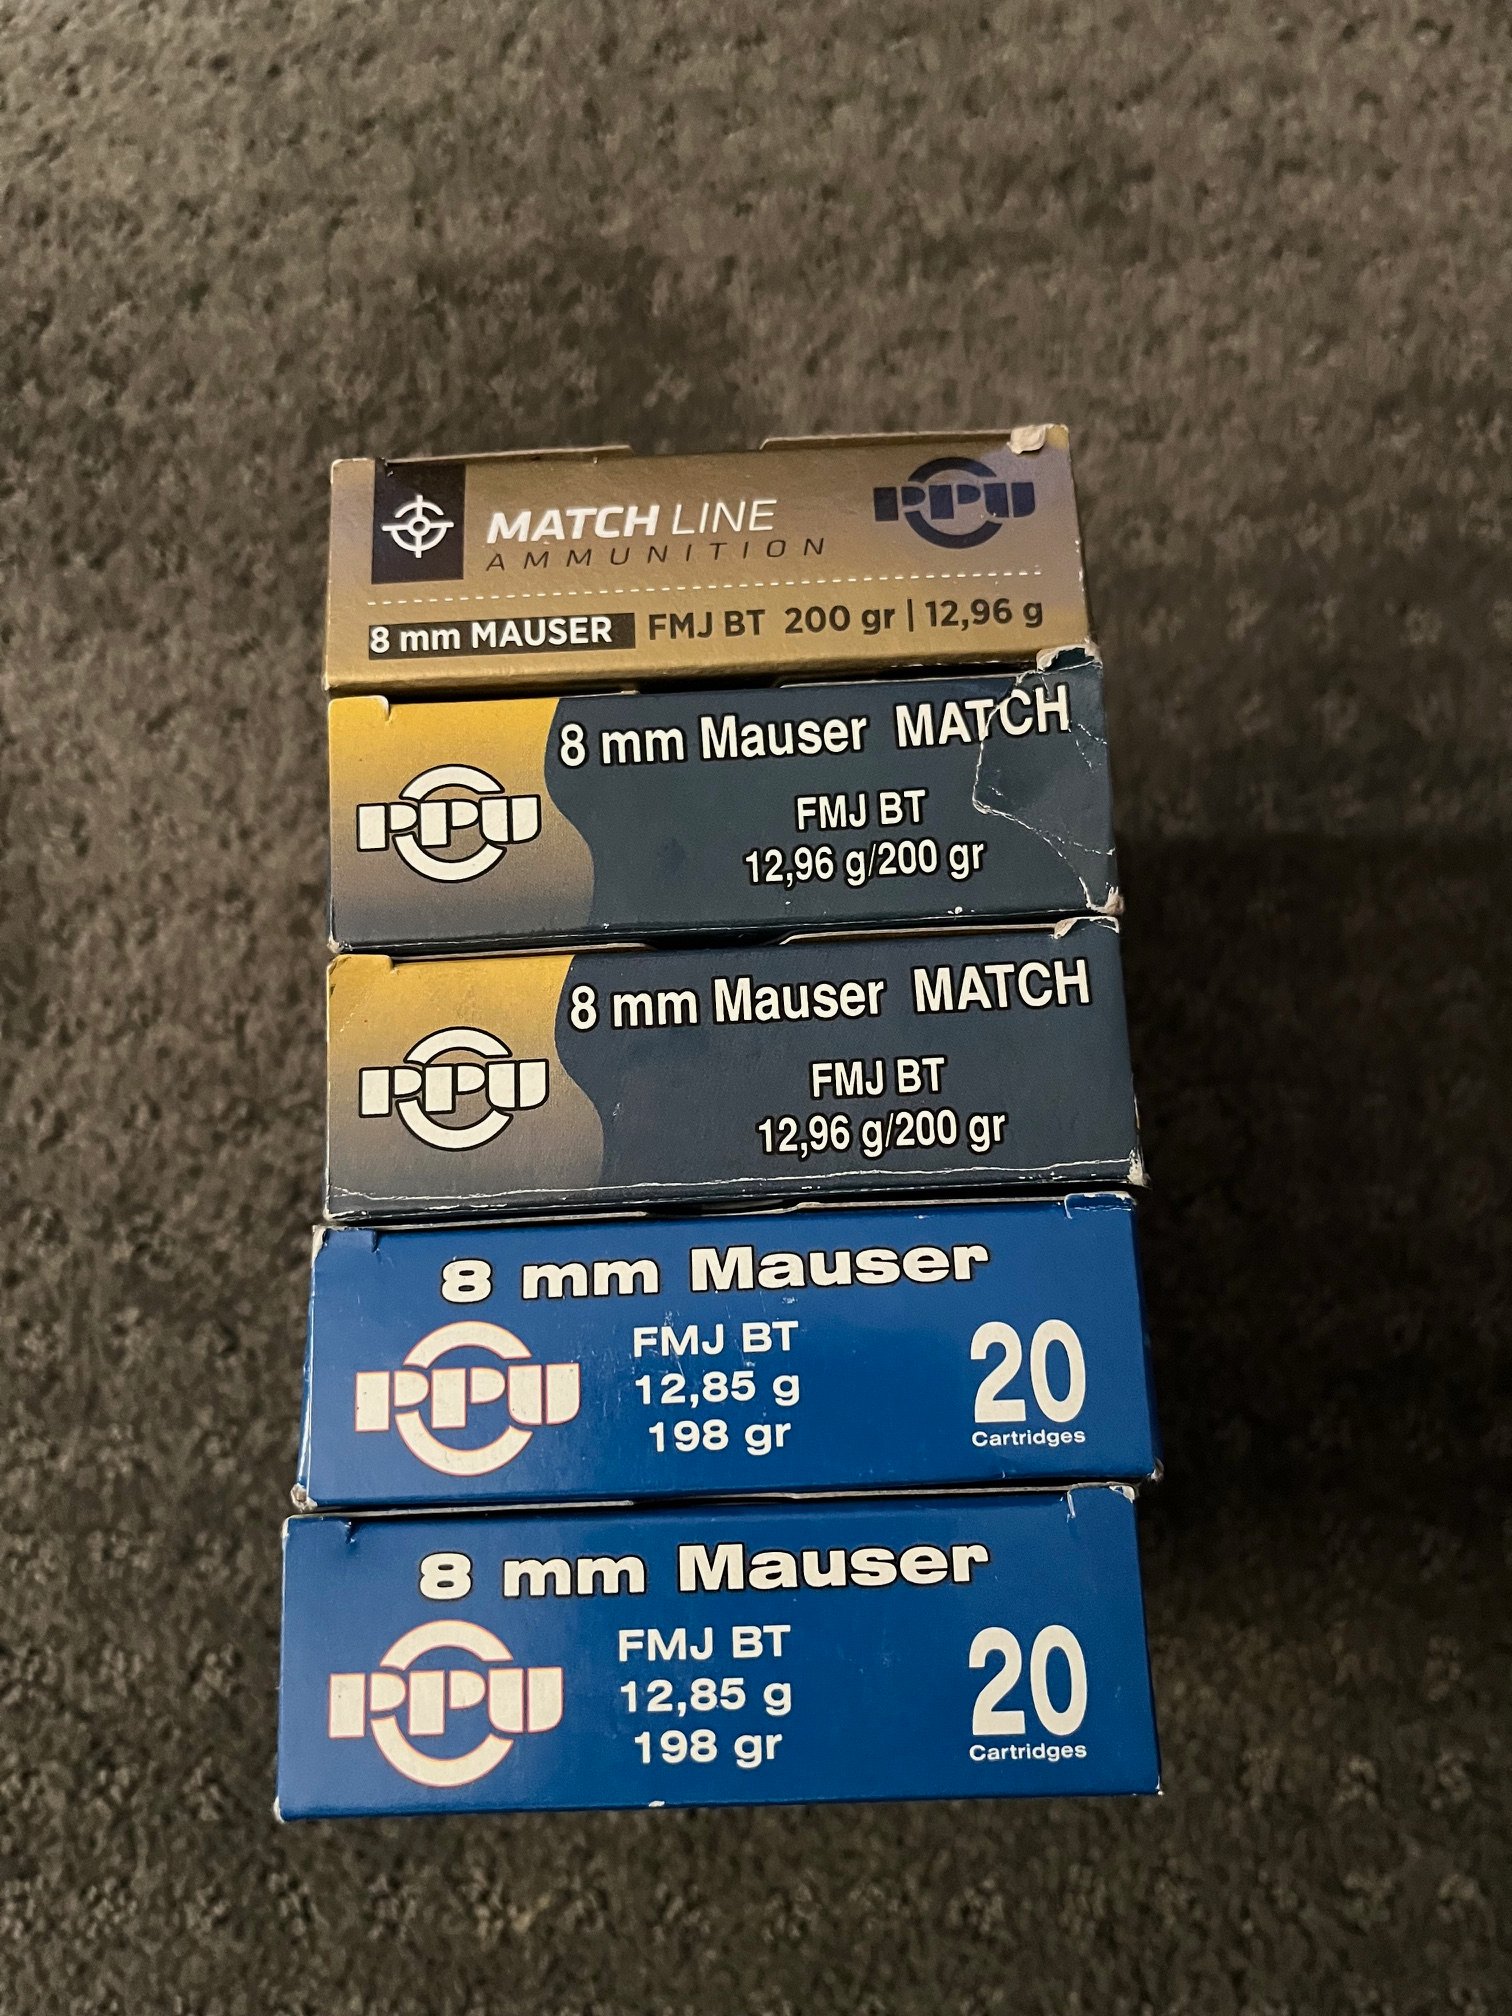 MATCH LINE
AMMUNITION
PPU
8 mm MAUSER FMJ BT 200 gr | 12,96 g
8 mm Mauser MATCH
PPU
FMJ BT
12,96 g/200 gr
8 mm Mauser MATCH
PPU
FMJ BT
12,96 g/200 gr
8 mm Mauser
PPU
FMJ BT
12,85 g
198 gr
20
Cartridges
8 mm Mauser
PPU
FMJ BT
12,85 g
198 gr
20
Cartridges